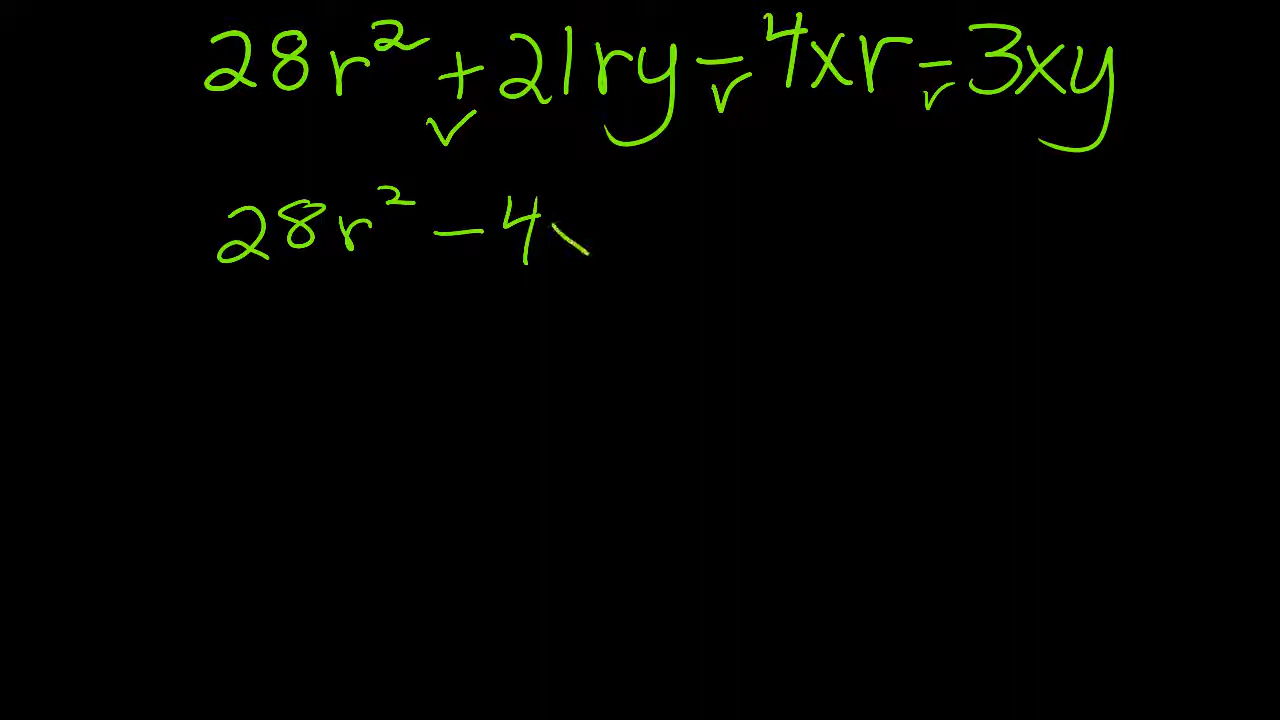 28r² + 21ry - 4xr - 3xy
28r² - 4